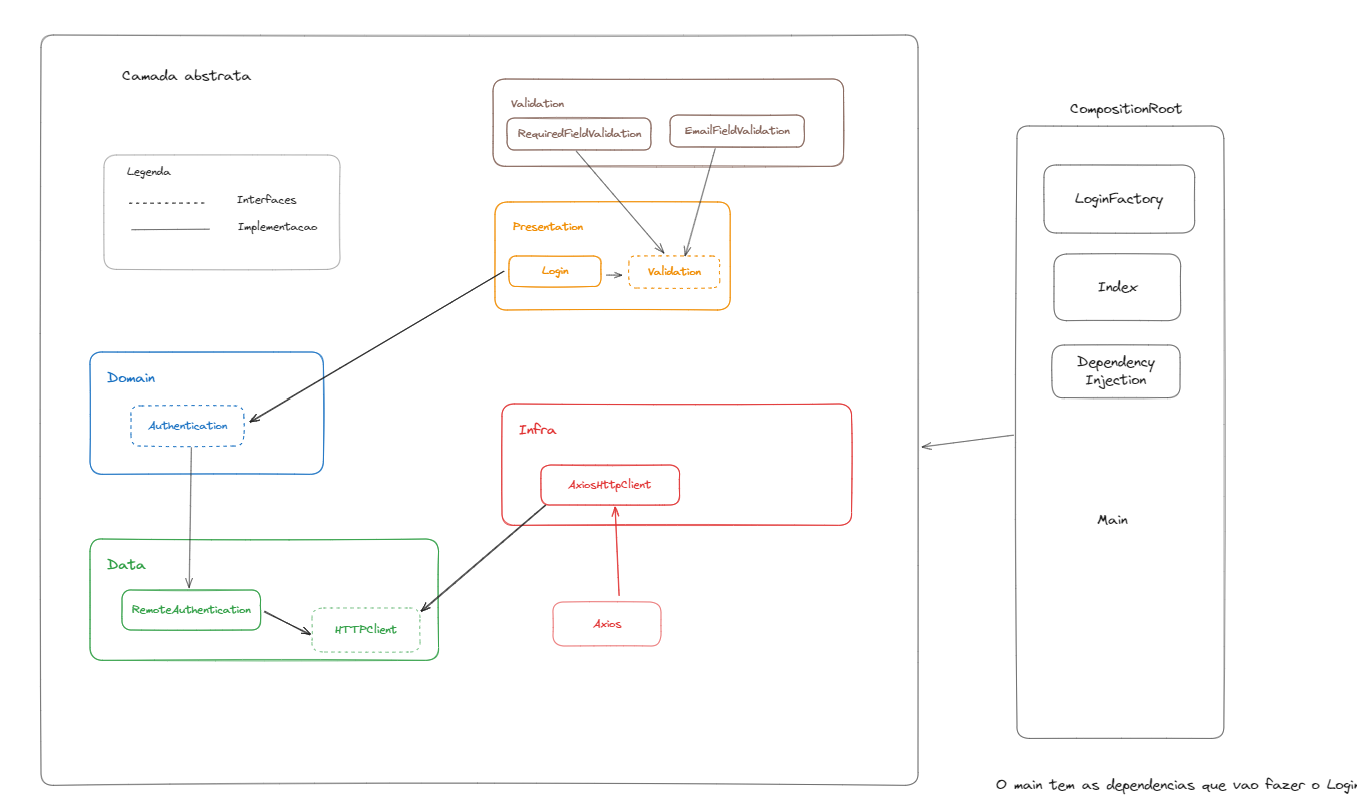 Camada abstrata
Legenda
Interfaces
Implementacao
Validation
RequiredFieldValidation
EmailFieldValidation
Presentation
Login
Validation
Domain
Authentication
Infra
AxiosHttpClient
Data
RemoteAuthentication
HTTPClient
Axios
CompositionRoot
LoginFactory
Index
Dependency
Injection
Main
O main tem as dependencias que vao fazer o Login